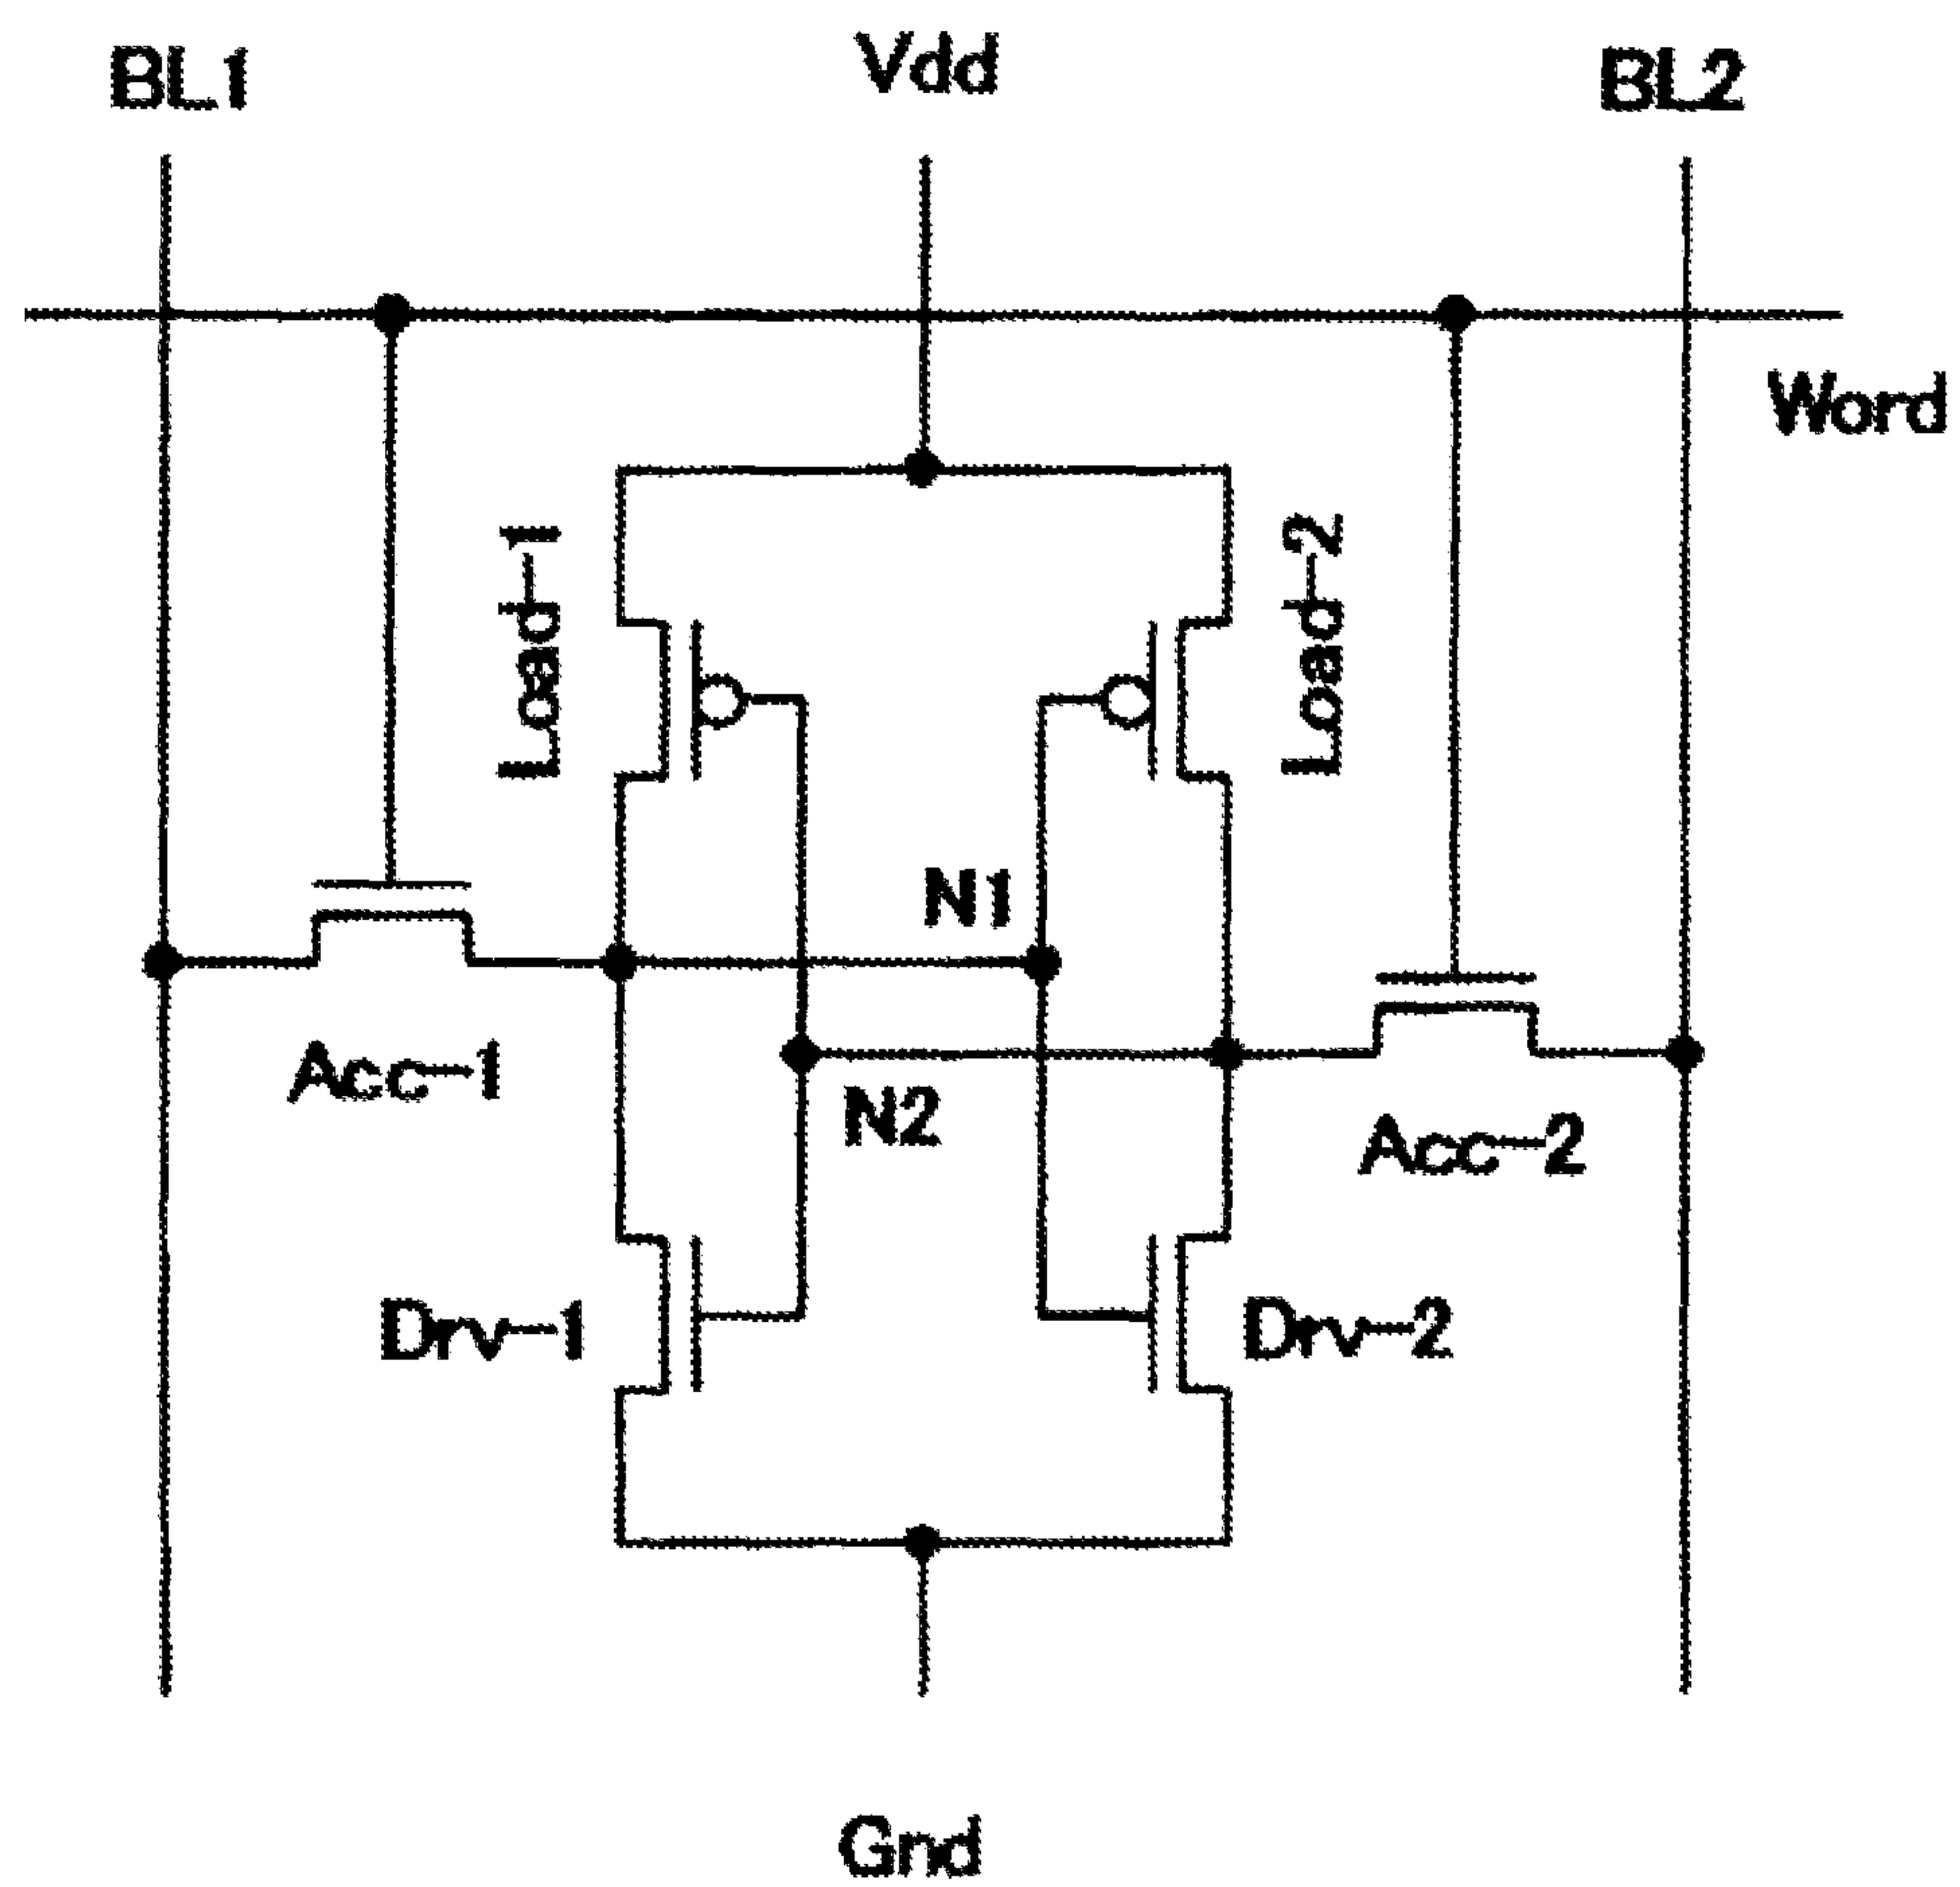 BL1
Vdd
BL2
Word
Load-1
Load-2
N1
Acc-1
N2
Acc-2
Drv-1
Drv-2
Gnd